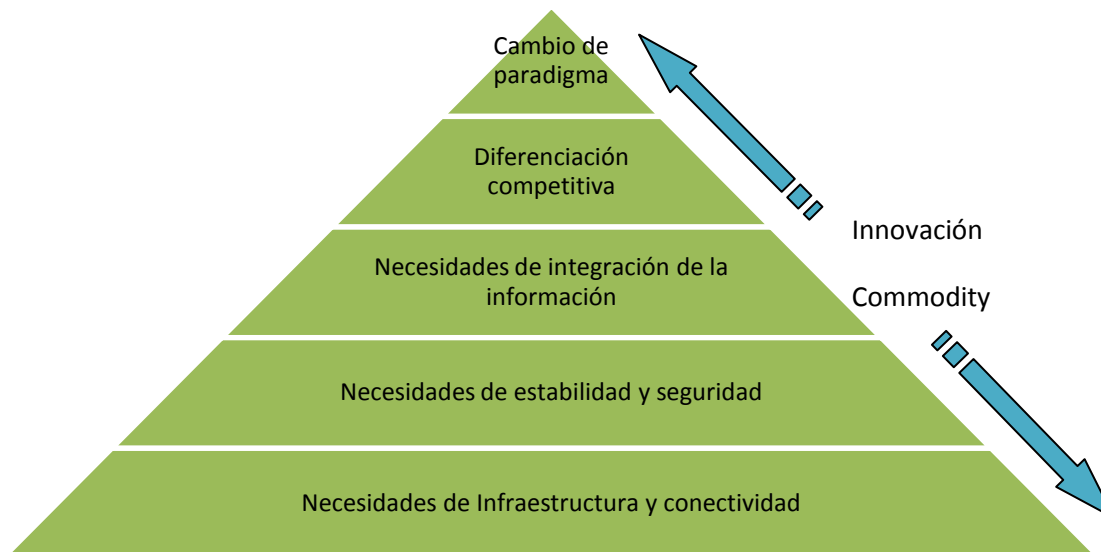 Cambio de
paradigma
Diferenciación
competitiva
Innovación
Necesidades de integración de la
información
Commodity
Necesidades de estabilidad y seguridad
Necesidades de Infraestructura y conectividad